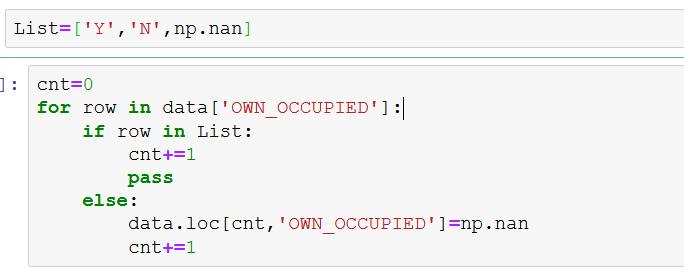 List=['Y','N',np.nan]
]: cnt=0
for row in data['OWN_OCCUPIED']:
    if row in List:
        cnt+=1
        pass
    else:
        data.loc[cnt,'OWN_OCCUPIED']=np.nan
        cnt+=1